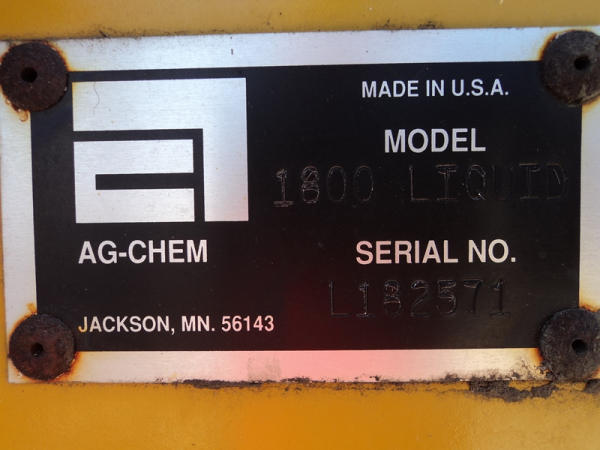 MADE IN U.S.A.
MODEL
1800 LIQUID
AG-CHEM
SERIAL NO.
L182571
JACKSON, MN. 56143